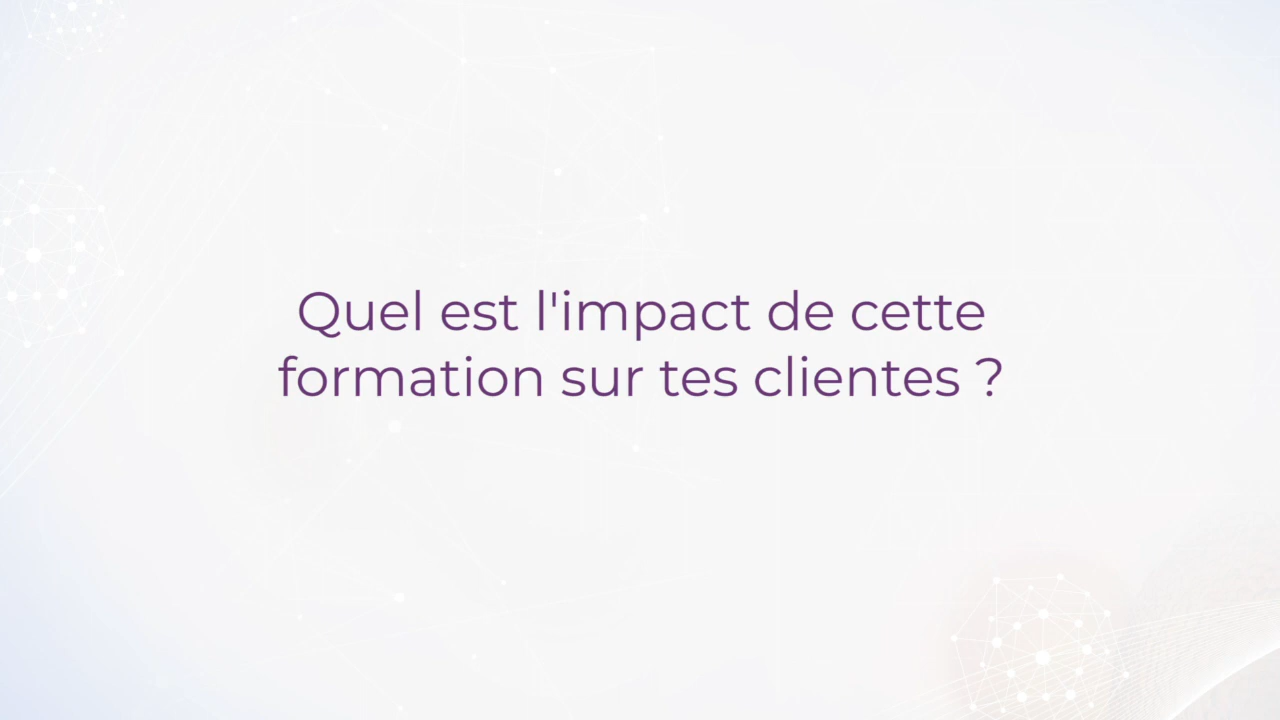 Quel est l'impact de cette
formation sur tes clientes ?